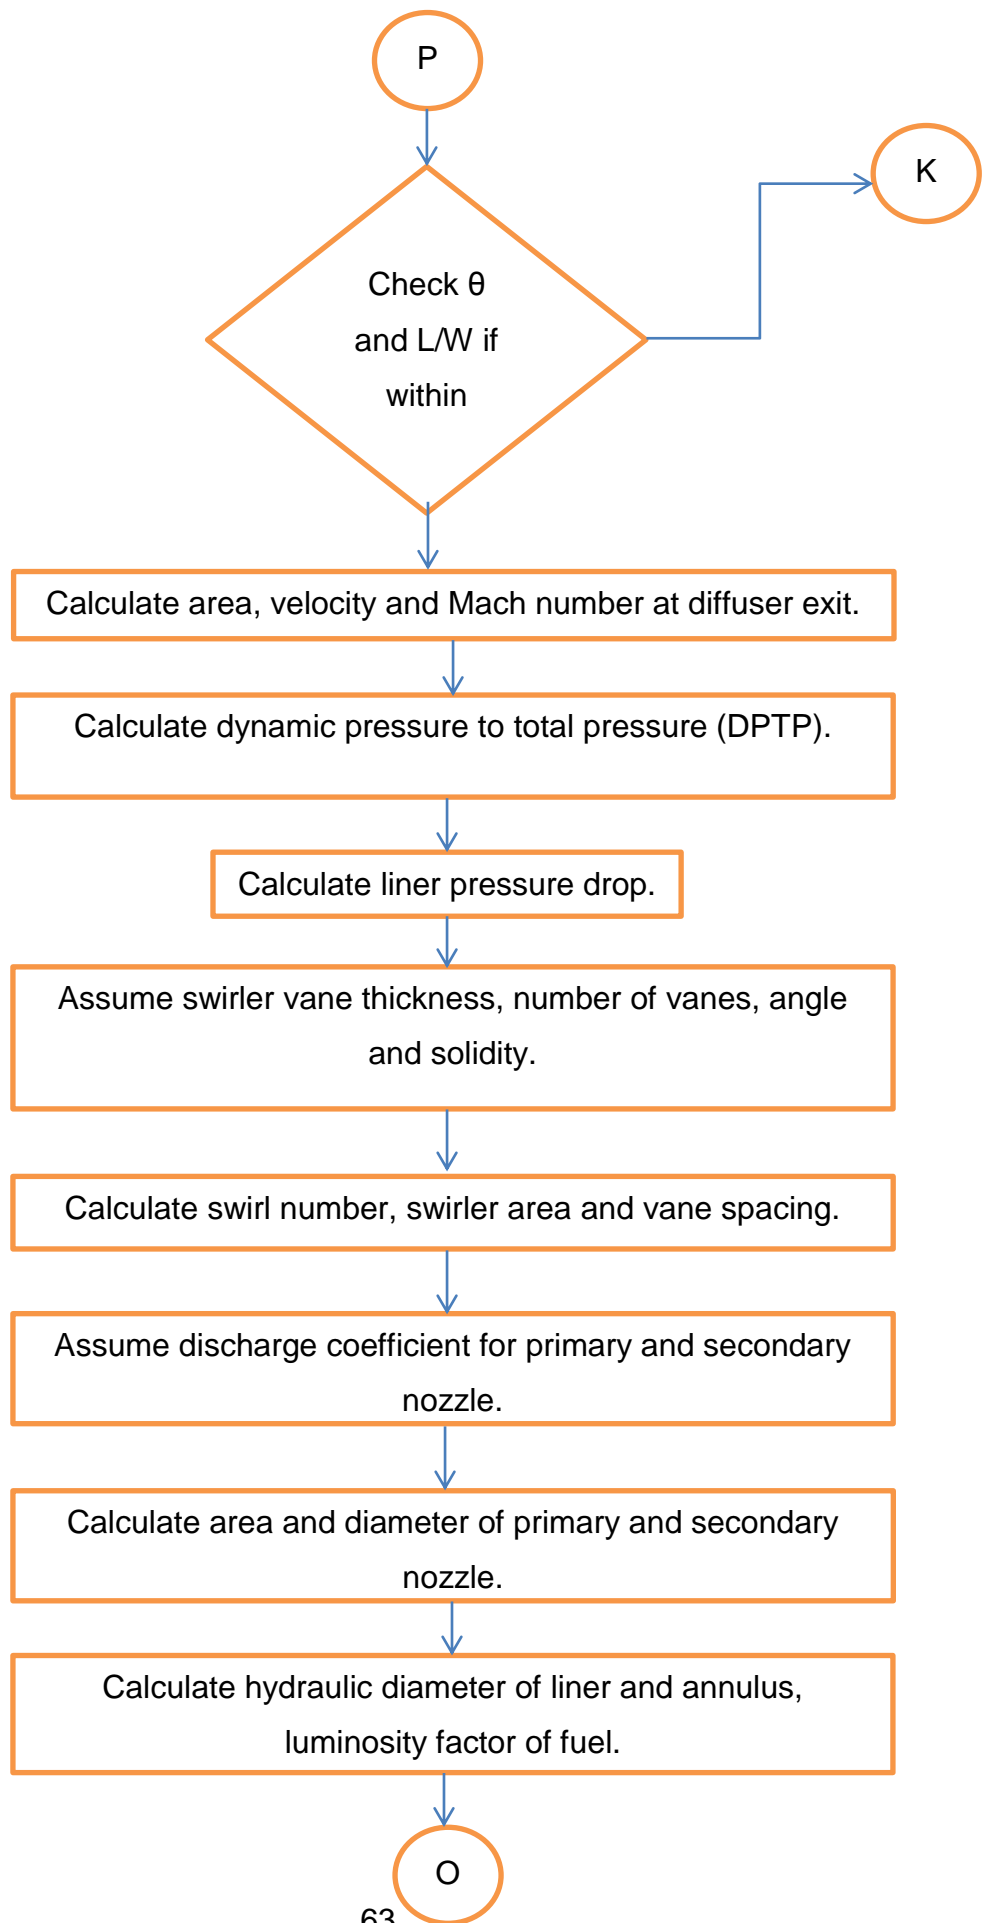 P
K
Check θ
and L/W if
within
Calculate area, velocity and Mach number at diffuser exit.
Calculate dynamic pressure to total pressure (DPTP).
Calculate liner pressure drop.
Assume swirler vane thickness, number of vanes, angle
and solidity.
Calculate swirl number, swirler area and vane spacing.
Assume discharge coefficient for primary and secondary
nozzle.
Calculate area and diameter of primary and secondary
nozzle.
Calculate hydraulic diameter of liner and annulus,
luminosity factor of fuel.
O
63